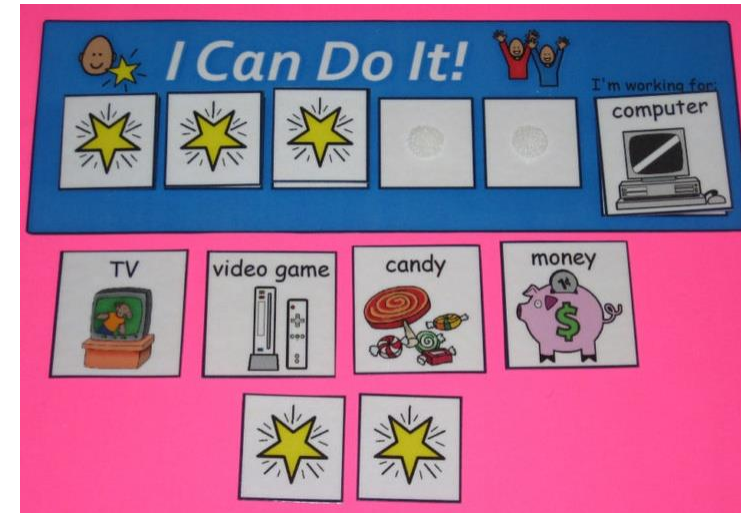 I Can Do It!
I'm working for:
computer
TV
video game
candy
money
$